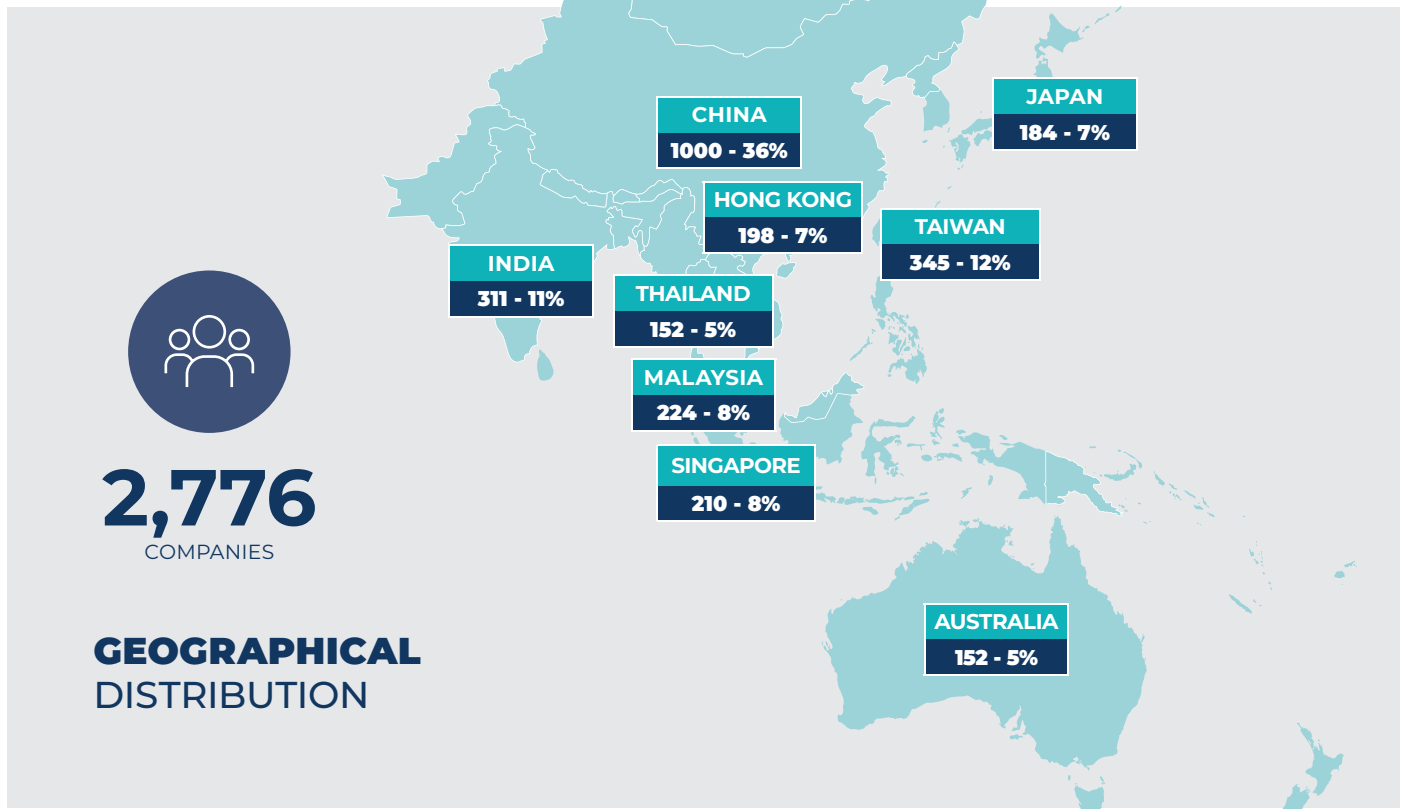 JAPAN
184 - 7%
CHINA
1000 - 36%
HONG KONG
198 - 7%
TAIWAN
345 - 12%
INDIA
311 - 11%
THAILAND
152 - 5%
MALAYSIA
224 - 8%
SINGAPORE
210 - 8%
2,776
COMPANIES
AUSTRALIA
152 - 5%
GEOGRAPHICAL
DISTRIBUTION